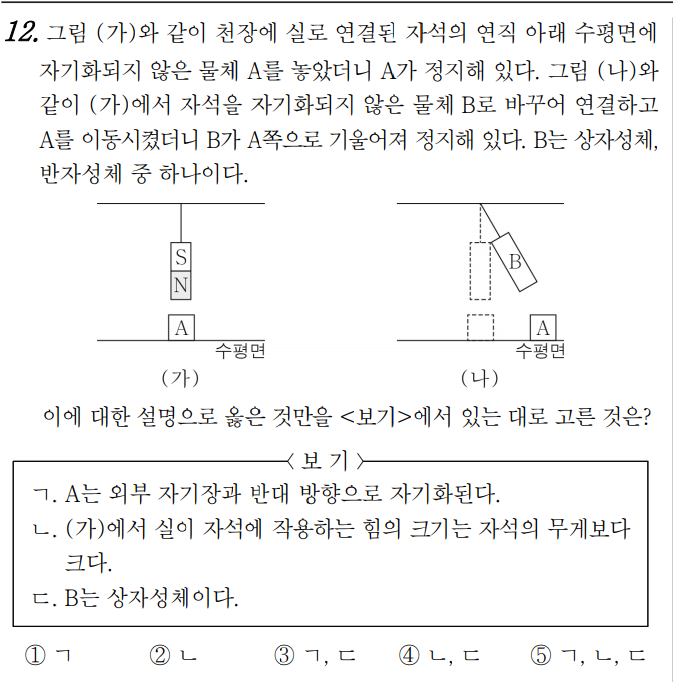 12. 그림 (가)와 같이 천장에 실로 연결된 자석의 연직 아래 수평면에
자기화되지 않은 물체 A를 놓았더니 A가 정지해 있다. 그림 (나)와
같이 (가)에서 자석을 자기화되지 않은 물체 B로 바꾸어 연결하고
A를 이동시켰더니 B가 A쪽으로 기울어져 정지해 있다. B는 상자성체,
반자성체 중 하나이다.
S
N
A
수평면
(가)
B
A
수평면
(나)
이에 대한 설명으로 옳은 것만을 <보기>에서 있는 대로 고른 것은?
<보 기>
ㄱ. A는 외부 자기장과 반대 방향으로 자기화된다.
ㄴ. (가)에서 실이 자석에 작용하는 힘의 크기는 자석의 무게보다
크다.
ㄷ. B는 상자성체이다.
① ㄱ ② ㄴ ③ ㄱ, ㄷ ④ ㄴ, ㄷ ⑤ ㄱ, ㄴ, ㄷ